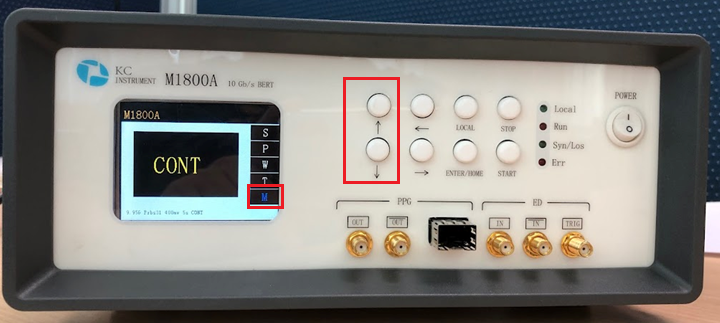 KC
INSTRUMENT M1800A 10 Gb/s BERT
M1800A
CONT
S
P
W
T
M
↑ ← LOCAL STOP
↓ → ENTER/HOME START
Local
Run
Syn/Los
Err
POWER
PPG
OUT OUT
ED
IN IN TRIG
CONT